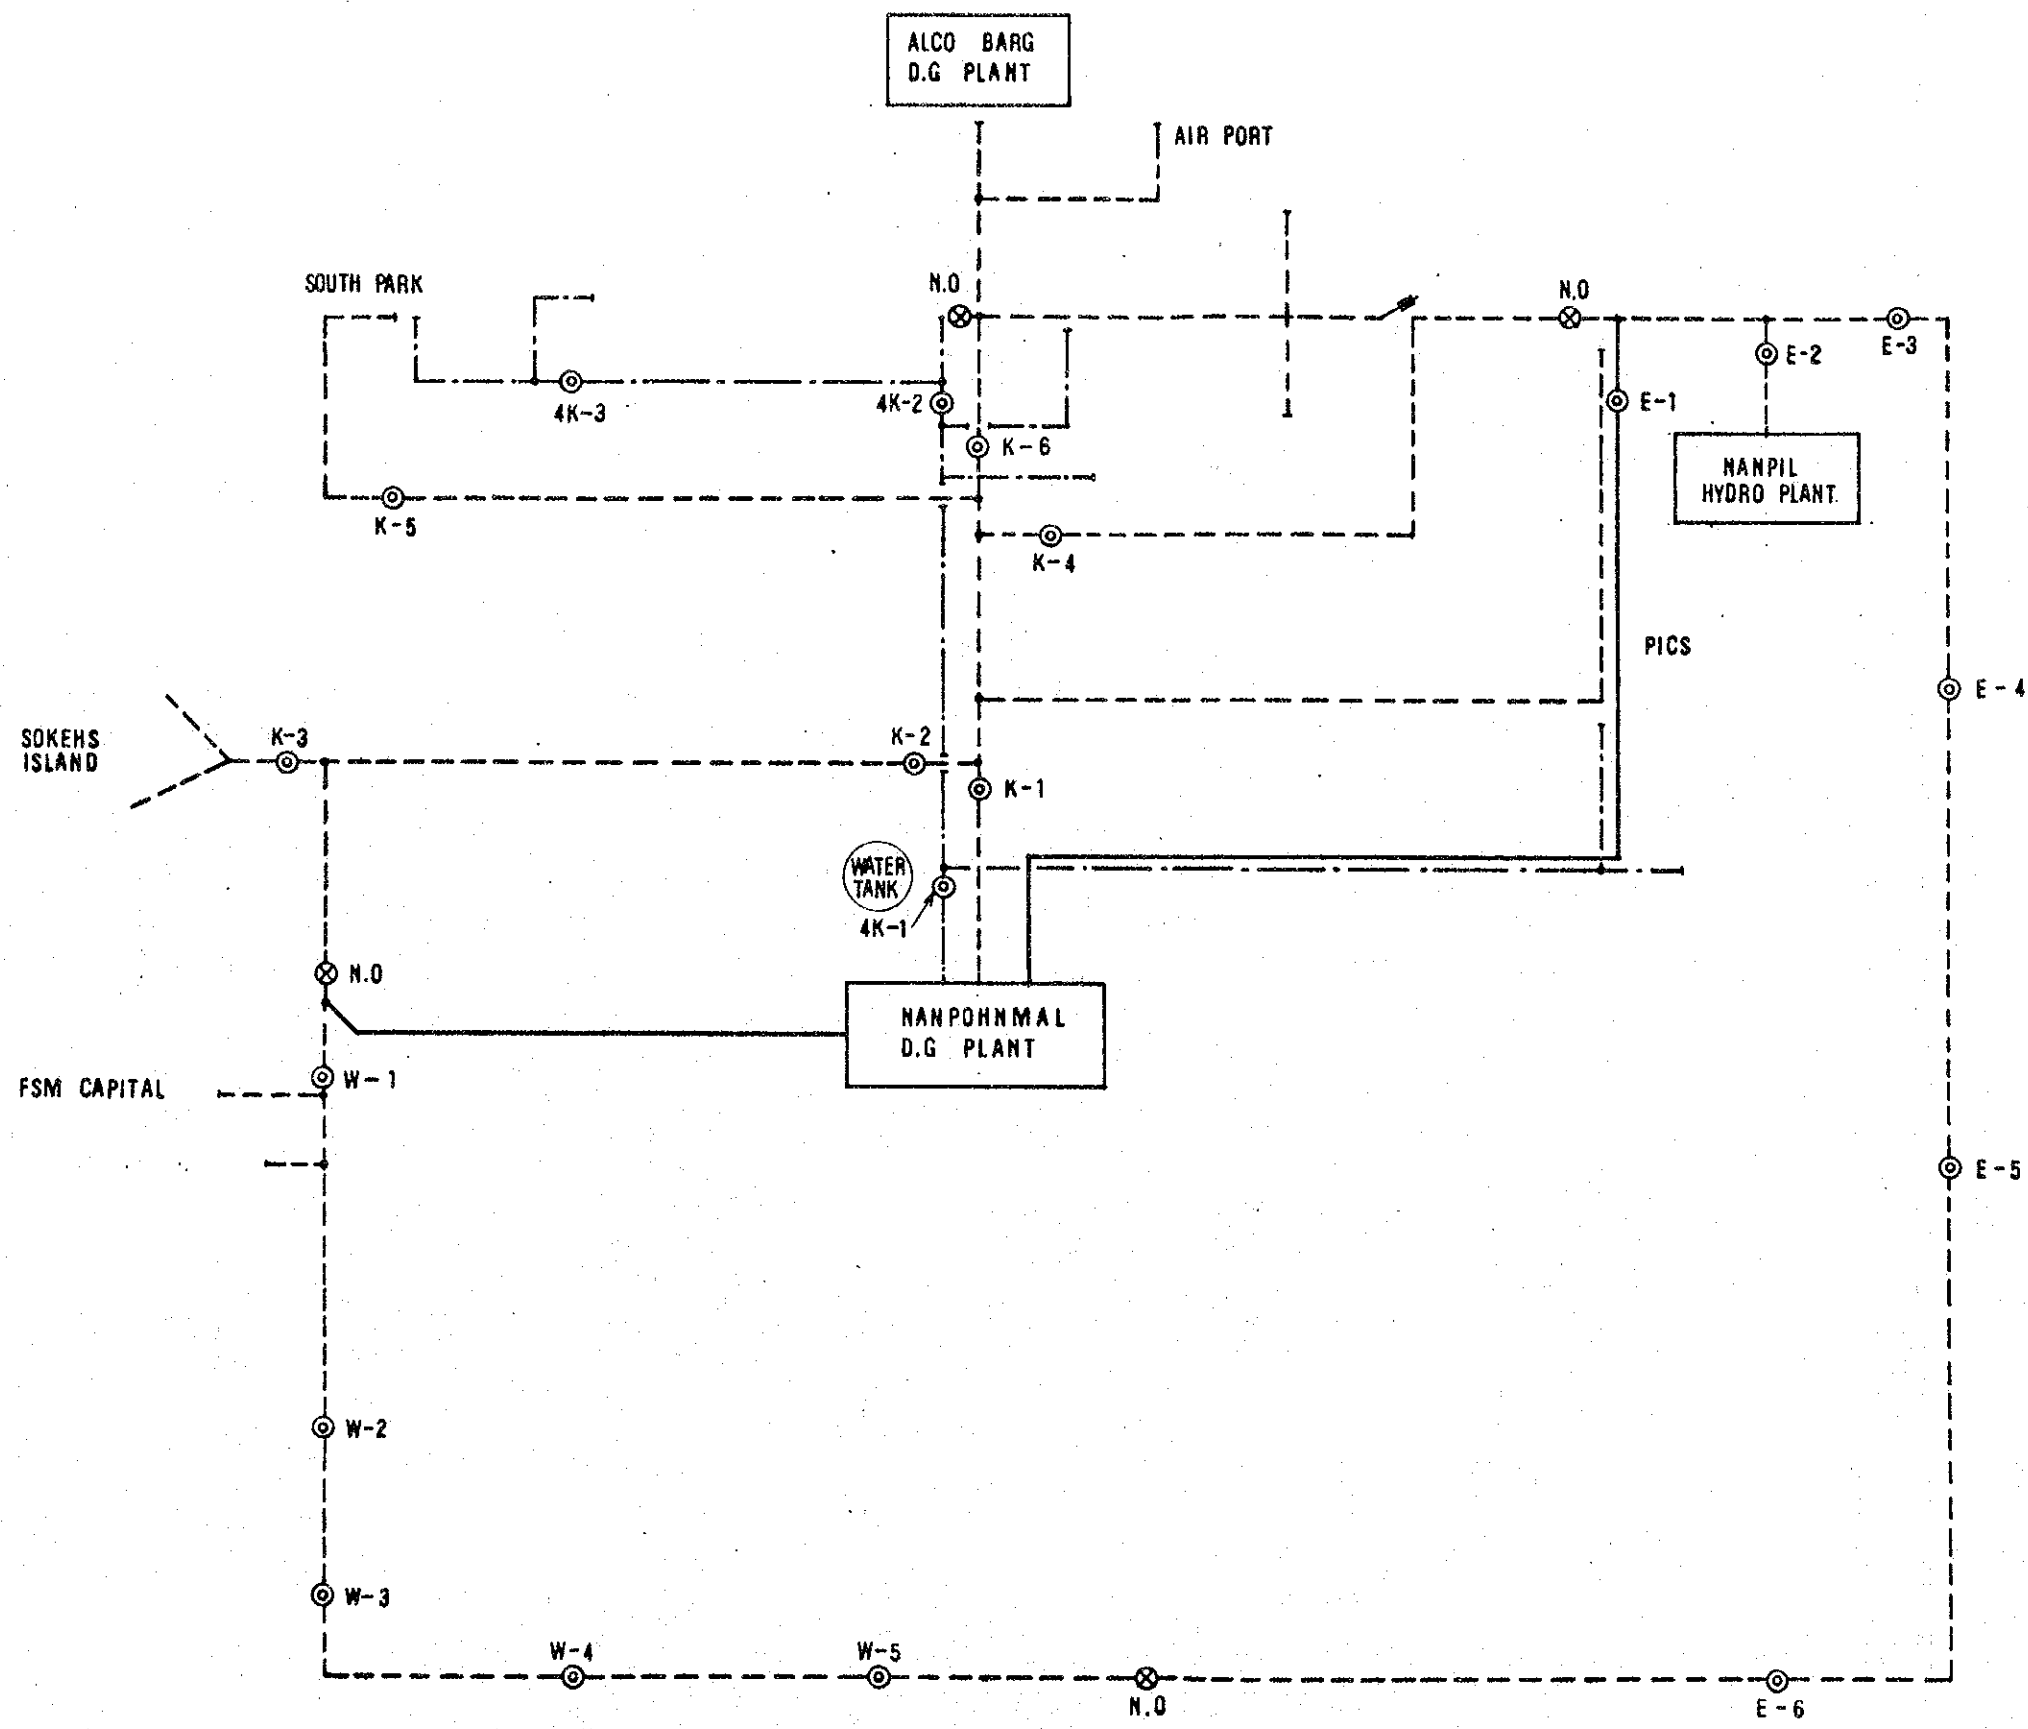 ALCO BARG
D.G PLANT
AIR PORT
SOUTH PARK
N.O
N.O
E-2
E-3
4K-3
4K-2
E-1
K-6
NANPIL
HYDRO PLANT
K-5
K-4
PICS
E-4
SOKEHS
ISLAND
K-3
K-2
K-1
WATER
TANK
4K-1
N.O
NANPOHNMAL
D.G PLANT
W-1
FSM CAPITAL
E-5
W-2
W-3
W-4
W-5
N.O
E-6